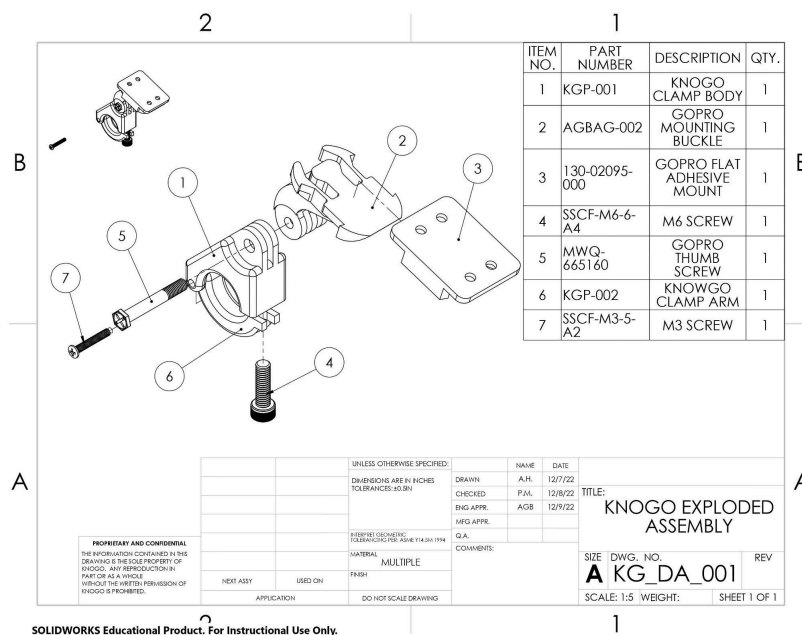 2
1
ITEM NO.
PART NUMBER
DESCRIPTION
QTY.
1
KGP-001
KNOGO CLAMP BODY
1
2
AGBAG-002
GOPRO MOUNTING BUCKLE
1
3
130-02095-000
GOPRO FLAT ADHESIVE MOUNT
1
4
SSCF-M6-6-A4
M6 SCREW
1
5
MWQ-665160
GOPRO THUMB SCREW
1
6
KGP-002
KNOWGO CLAMP ARM
1
7
SSCF-M3-5-A2
M3 SCREW
1
B
B
1
2
3
5
7
6
4
A
A
UNLESS OTHERWISE SPECIFIED:
DIMENSIONS ARE IN INCHES
TOLERANCES:±0.5IN
INTERPRET GEOMETRIC
TOLERANCING PER: ASME Y14.5M 1994
MATERIAL
MULTIPLE
FINISH
DO NOT SCALE DRAWING
NEXT ASSY
USED ON
APPLICATION
PROPRIETARY AND CONFIDENTIAL
THE INFORMATION CONTAINED IN THIS
DRAWING IS THE SOLE PROPERTY OF
KNOGO. ANY REPRODUCTION IN
PART OR AS A WHOLE
WITHOUT THE WRITTEN PERMISSION OF
KNOGO IS PROHIBITED.
NAME
DATE
DRAWN
A.H.
12/7/22
CHECKED
P.M.
12/8/22
ENG APPR.
AGB
12/9/22
MFG APPR.
Q.A.
COMMENTS:
TITLE:
KNOGO EXPLODED
ASSEMBLY
SIZE
A
DWG. NO.
KG_DA_001
REV
SCALE: 1:5
WEIGHT:
SHEET 1 OF 1
2
1
SOLIDWORKS Educational Product. For Instructional Use Only.